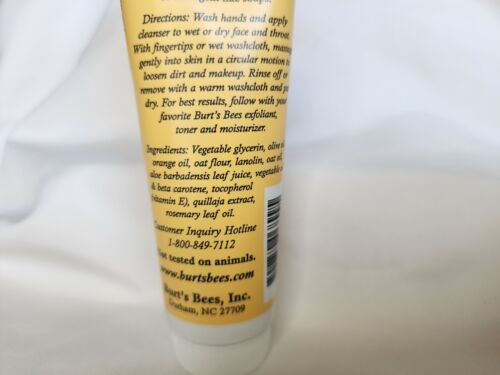 Directions: Wash hands and apply
cleanser to wet or dry face and throat.
With fingertips or wet washcloth,
gently into skin in a circular motion to
loosen dirt and makeup. Rinse off or
remove with a warm washcloth and
dry. For best results, follow with your
favorite Burt's Bees exfoliant,
toner and moisturizer.
Ingredients: Vegetable glycerin, olive
orange oil, oat flour, lanolin, oat
aloe barbadensis leaf juice, vegetable
& beta carotene, tocopherol
(vitamin E), quillaja extract,
rosemary leaf oil.
Customer Inquiry Hotline
1-800-849-7112
Not tested on animals.
www.burtsbees.com
Burt's Bees, Inc.
Durham, NC 27709